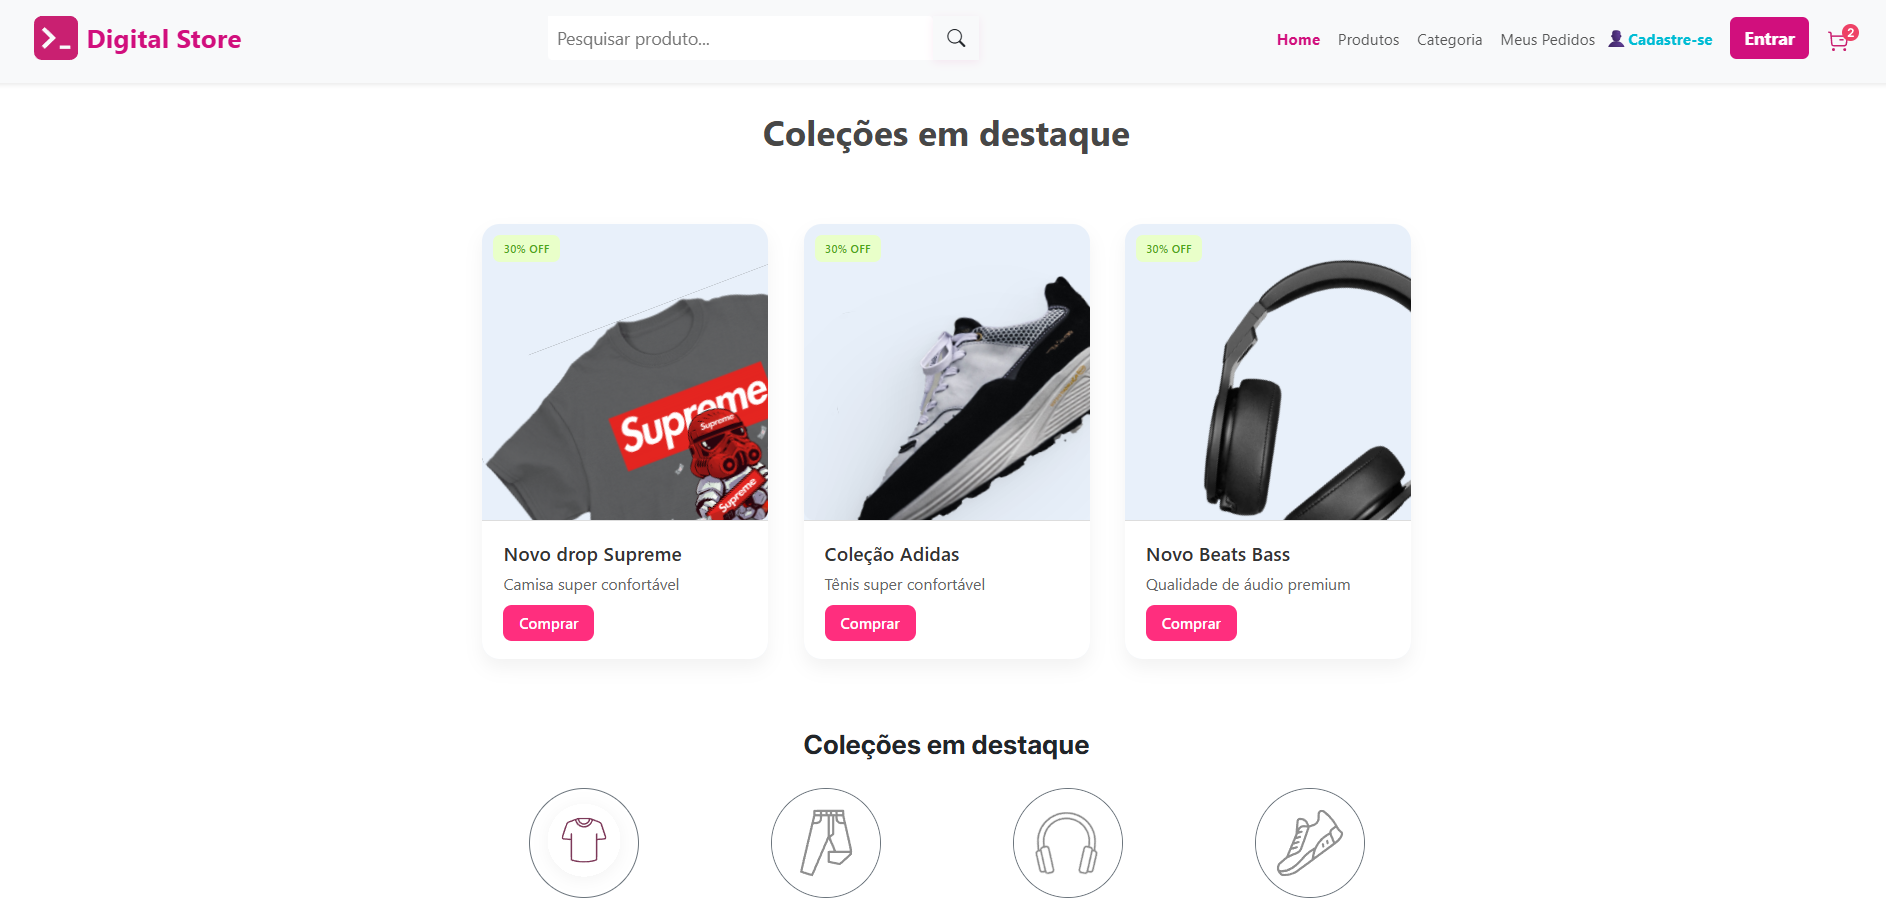 Digital Store
Pesquisar produto...
Home Produtos Categoria Meus Pedidos Cadastre-se Entrar 2
Coleções em destaque
30% OFF 30% OFF 30% OFF
Supreme
Supreme
Supreme
Novo drop Supreme
Camisa super confortável
Comprar
Coleção Adidas
Tênis super confortável
Comprar
Novo Beats Bass
Qualidade de áudio premium
Comprar
Coleções em destaque